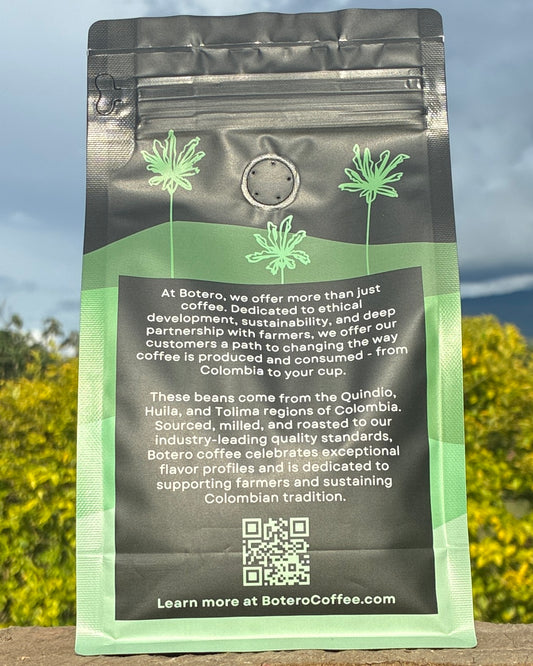 At Botero, we offer more than just
coffee. Dedicated to ethical
development, sustainability, and deep
partnership with farmers, we offer our
customers a path to changing the way
coffee is produced and consumed - from
Colombia to your cup.
These beans come from the Quindio,
Huila, and Tolima regions of Colombia.
Sourced, milled, and roasted to our
industry-leading quality standards,
Botero coffee celebrates exceptional
flavor profiles and is dedicated to
supporting farmers and sustaining
Colombian tradition.
Learn more at BoteroCoffee.com